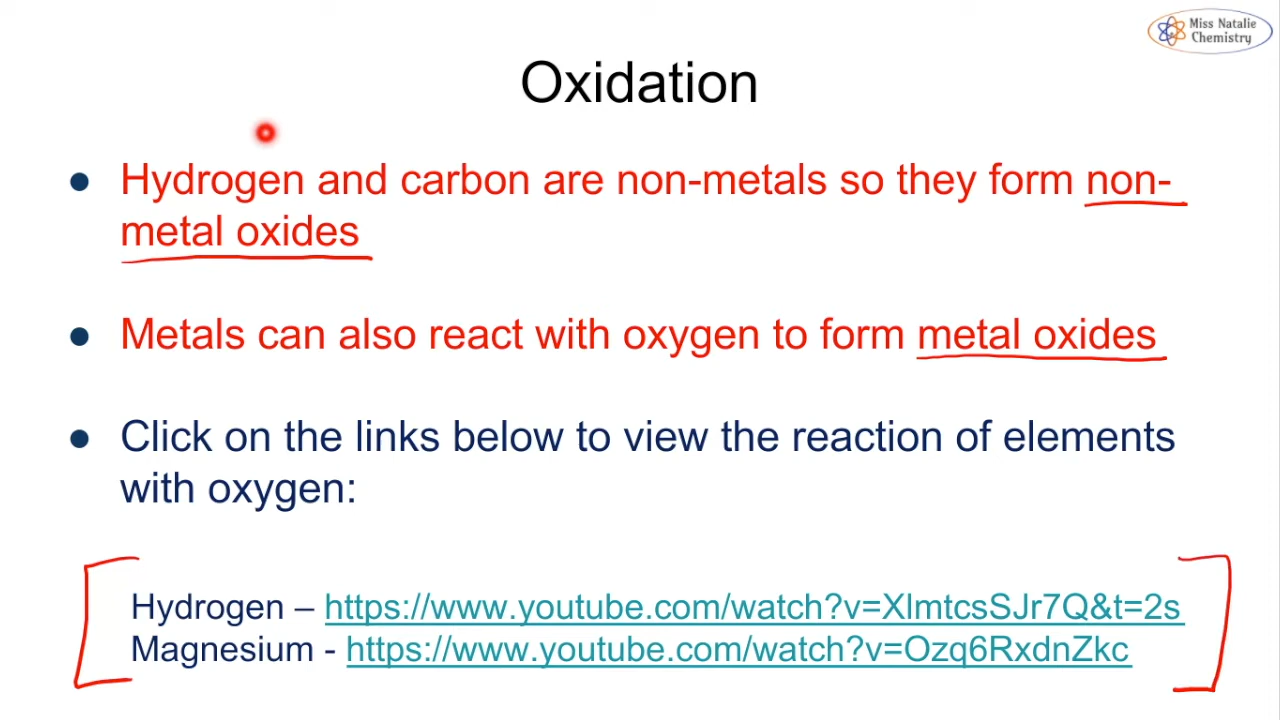 Miss Natalie
Chemistry
Oxidation
● Hydrogen and carbon are non-metals so they form non-
metal oxides
● Metals can also react with oxygen to form metal oxides
● Click on the links below to view the reaction of elements
with oxygen:
Hydrogen – https://www.youtube.com/watch?v=XlmtcsSJr7Q&t=2s
Magnesium - https://www.youtube.com/watch?v=Ozq6RxdnZkc